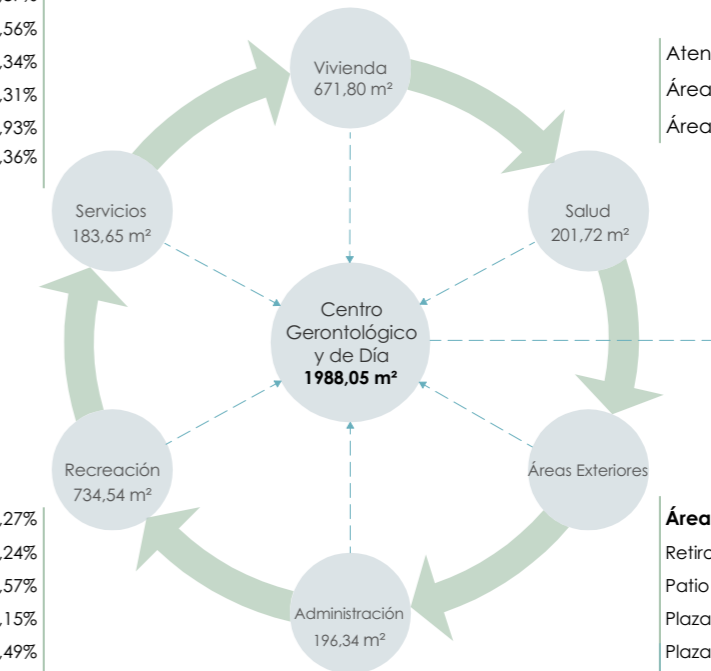 ,56%
,34%
,31%
,93%
,36%
Vivienda
671,80 m²
Aten
Área
Área
Servicios
183,65 m²
Salud
201,72 m²
Centro
Gerontológico
y de Día
1988,05 m²
Recreación
734,54 m²
Áreas Exteriores
Administración
196,34 m²
,27%
,24%
,57%
,15%
,49%
Área
Retiro
Patio
Plaza
Plaza